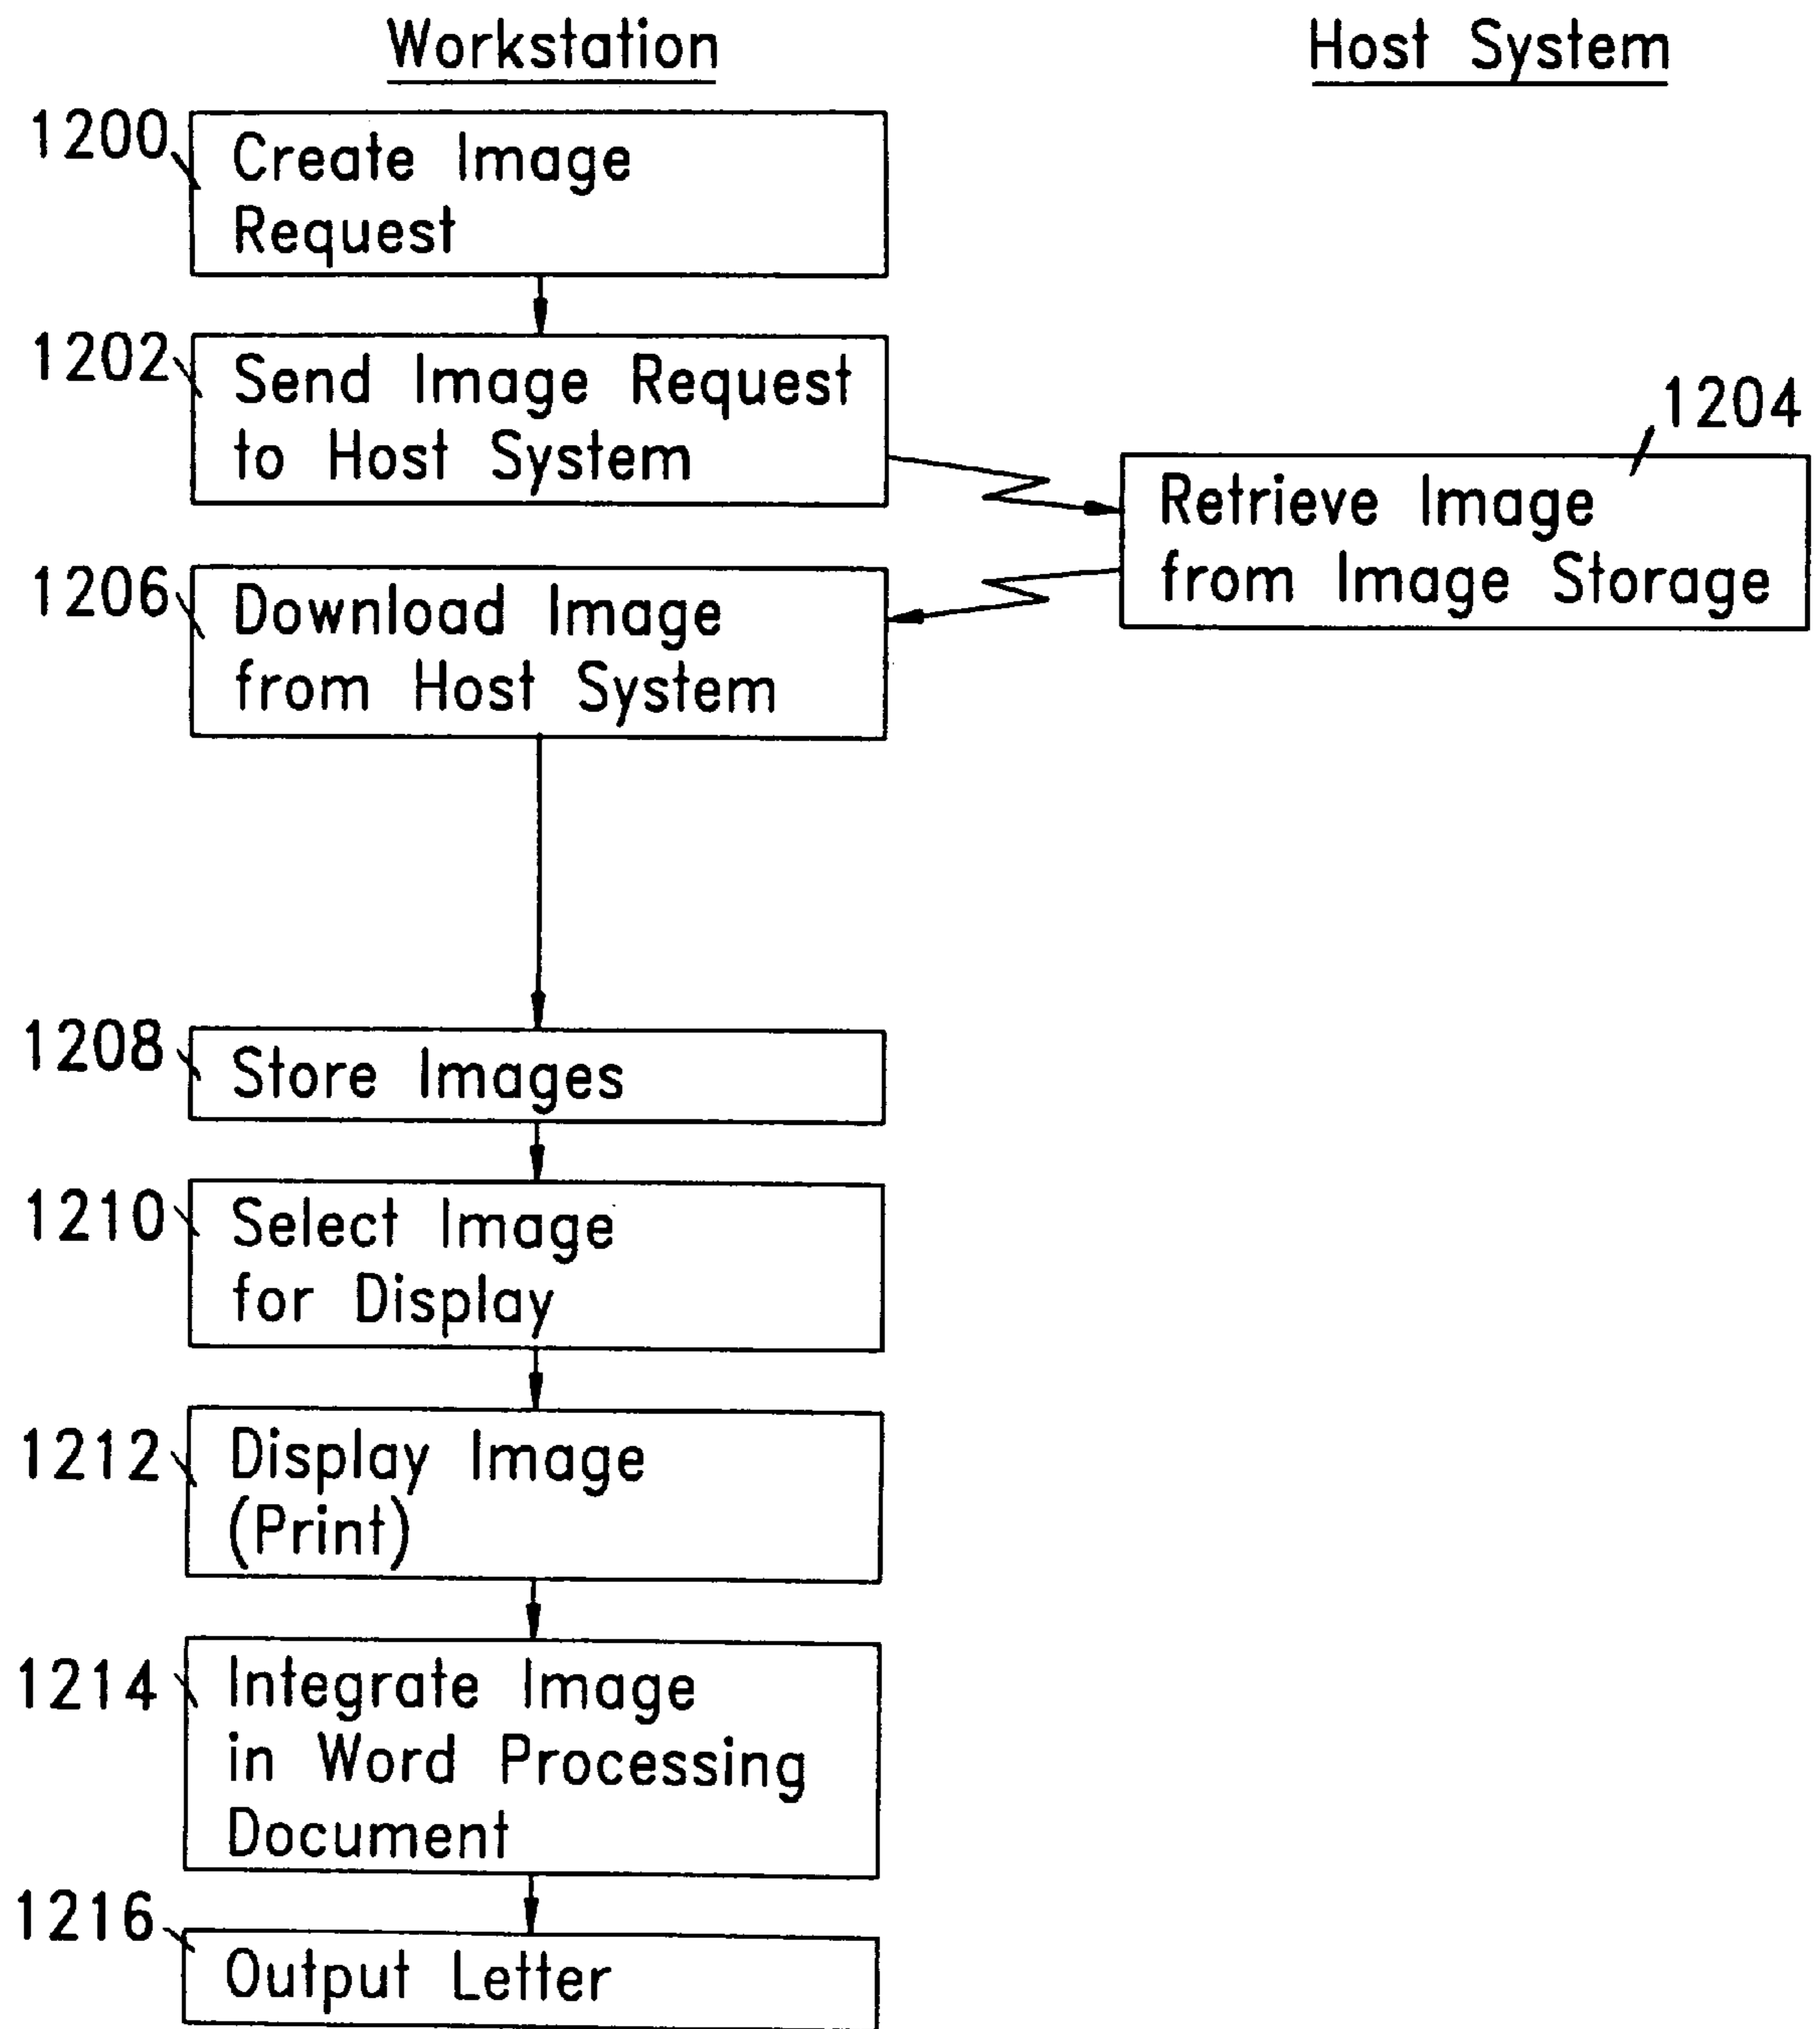 Workstation
Host System
1200
Create Image
Request
1202
Send Image Request
to Host System
1204
Retrieve Image
from Image Storage
1206
Download Image
from Host System
1208
Store Images
1210
Select Image
for Display
1212
Display Image
(Print)
1214
Integrate Image
in Word Processing
Document
1216
Output Letter